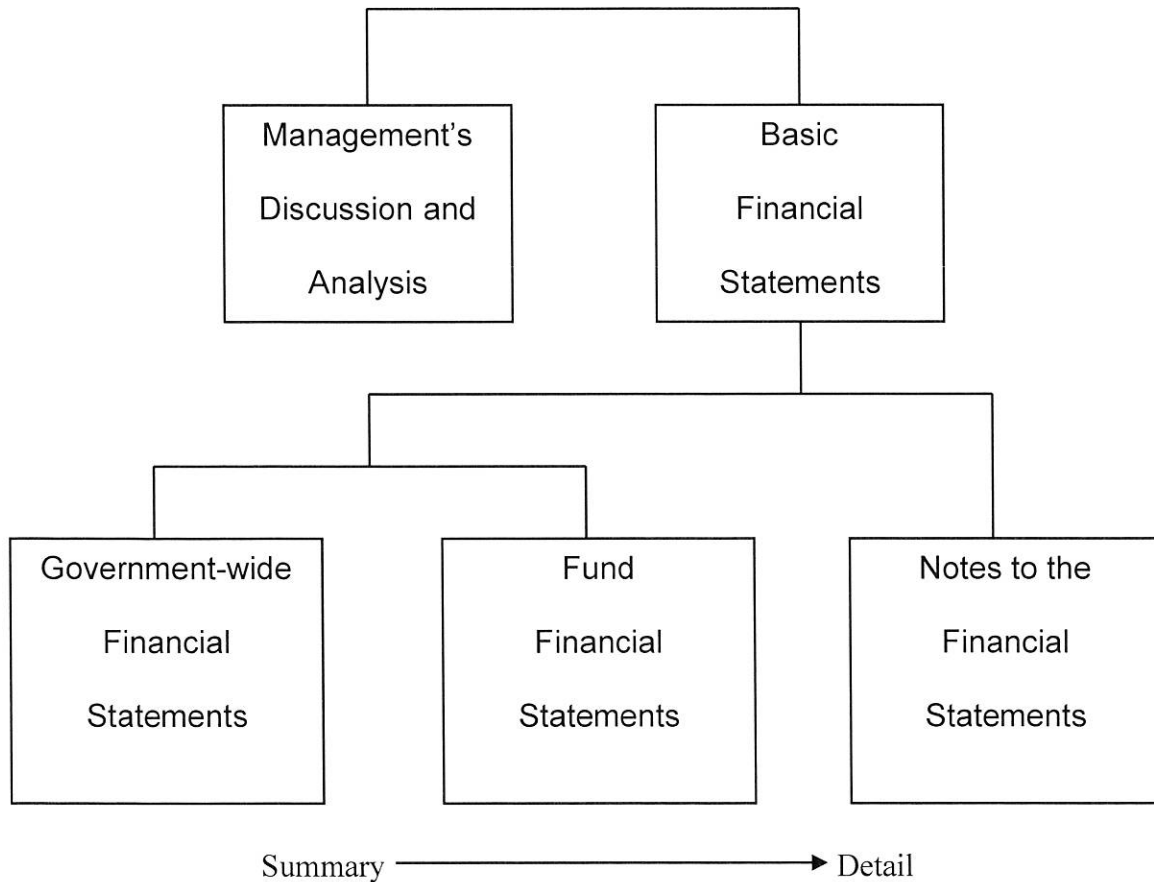 Management’s
Discussion and
Analysis
Basic
Financial
Statements
Government-wide
Financial
Statements
Fund
Financial
Statements
Notes to the
Financial
Statements
Summary
Detail